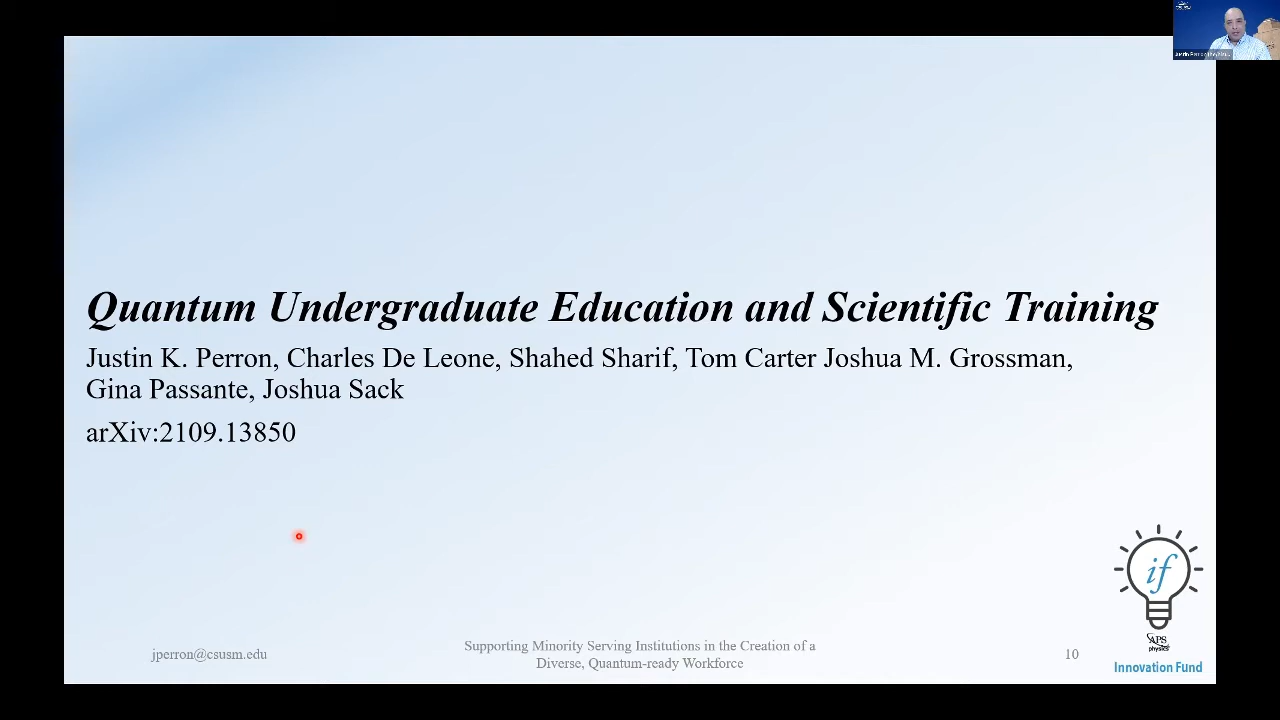 Quantum Undergraduate Education and Scientific Training
Justin K. Perron, Charles De Leone, Shahed Sharif, Tom Carter Joshua M. Grossman,
Gina Passante, Joshua Sack
arXiv:2109.13850
if
APS
physics
Innovation Fund
jperron@csusm.edu
Supporting Minority Serving Institutions in the Creation of a
Diverse, Quantum-ready Workforce
10